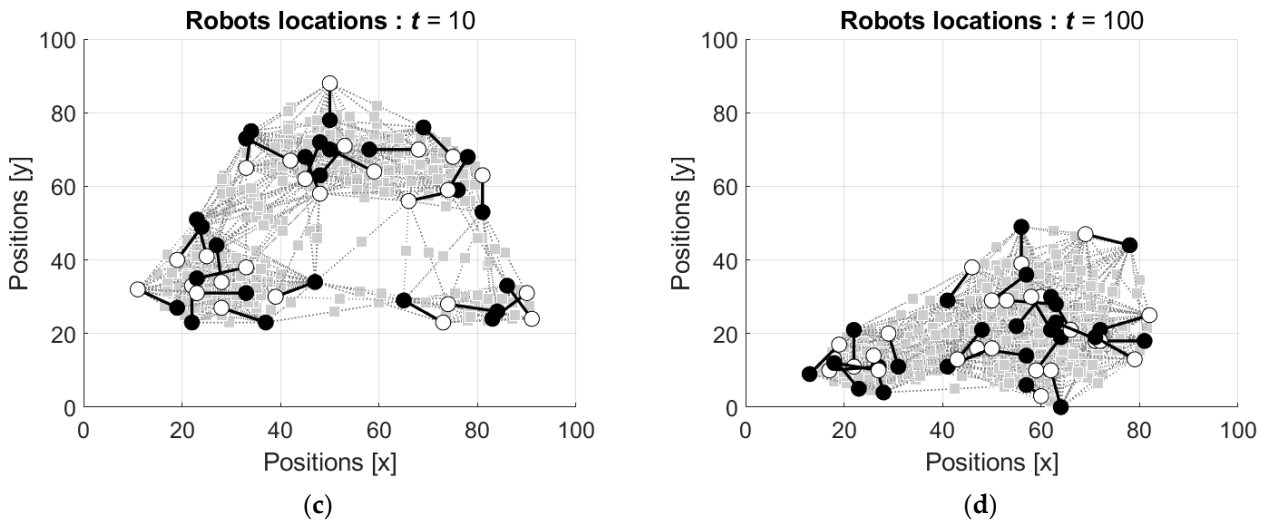 Robots locations : t = 10
100
80
60
40
20
0
0 20 40 60 80 100
Positions [y]
Positions [x]
(c)
Robots locations : t = 100
100
80
60
40
20
0
0 20 40 60 80 100
Positions [y]
Positions [x]
(d)